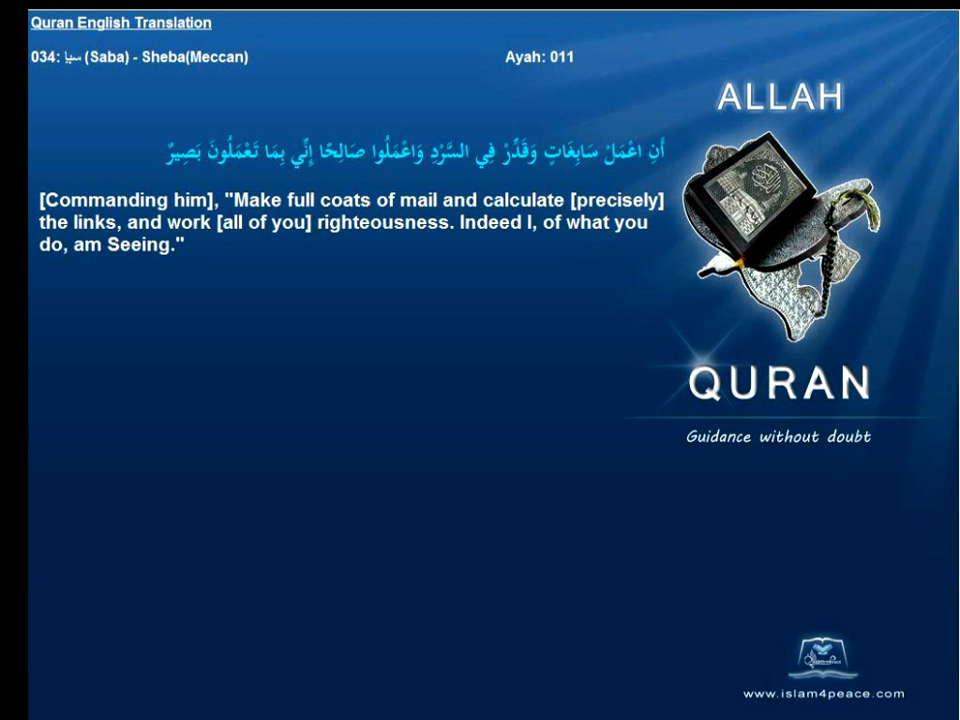 Quran English Translation
034: سبإ (Saba) - Sheba(Meccan) Ayah: 011
أَنِ اعْمَلْ سَابِغَاتٍ وَقَدِّرْ فِي السَّرْدِ وَاعْمَلُوا صَالِحًا إِنِّي بِمَا تَعْمَلُونَ بَصِيرٌ
[Commanding him], "Make full coats of mail and calculate [precisely]
the links, and work [all of you] righteousness. Indeed I, of what you
do, am Seeing."
ALLAH
QURAN
Guidance without doubt
www.islam4peace.com